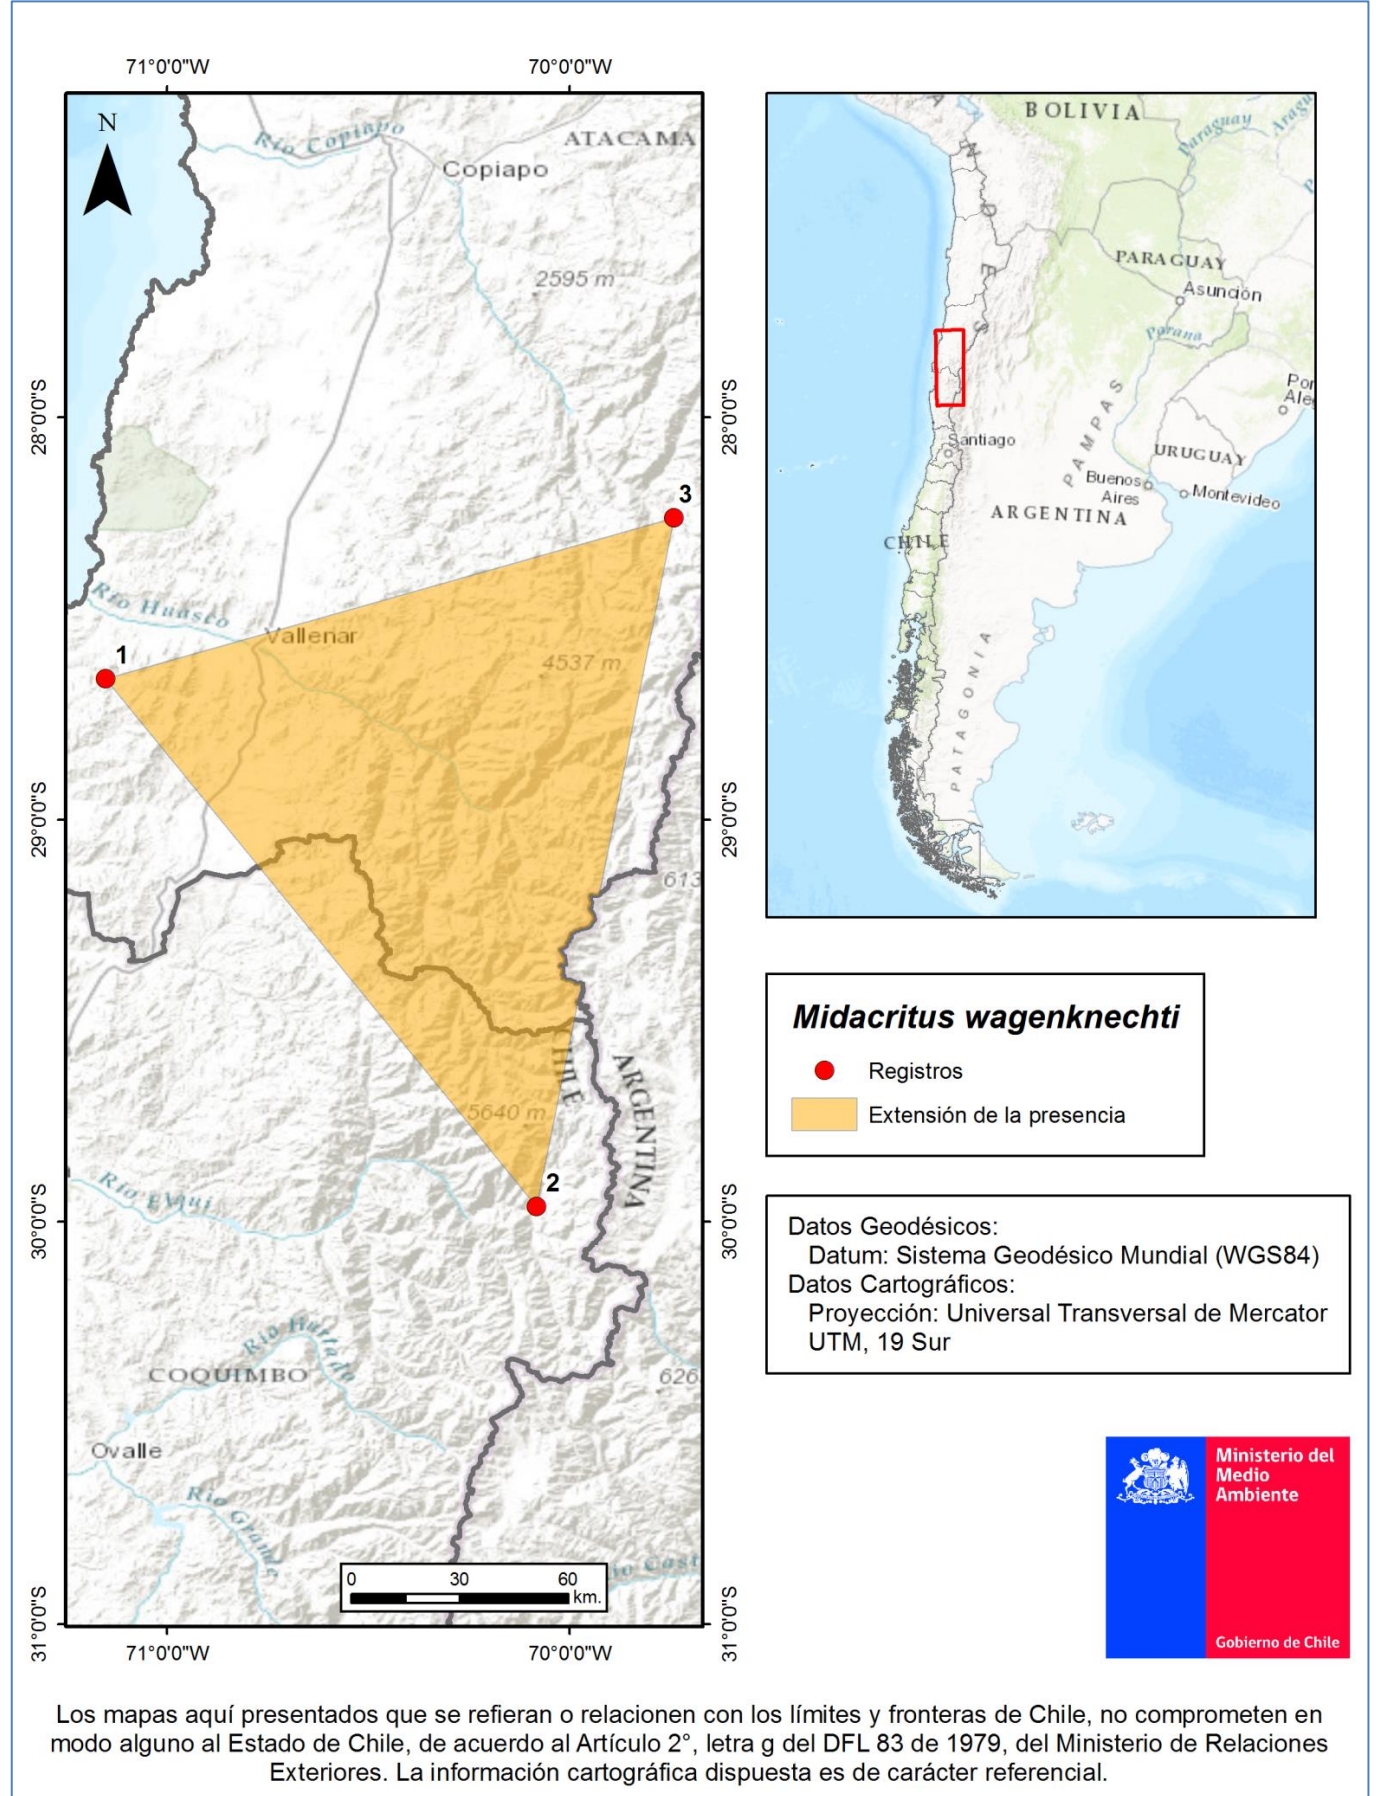 71°0'0"W
70°0'0"W
N
Río Copiapo
ATACAMA
Copiapo
2595 m
28°0'0"S
28°0'0"S
3
Río Huasco
Vallenar
1
4537 m
29°0'0"S
29°0'0"S
613
CHILE
ARGENTINA
5640 m
2
Río Elqui
30°0'0"S
30°0'0"S
Río Hurtado
COQUIMBO
626
Ovalle
Río Grande
0
30
60
km.
31°0'0"S
31°0'0"S
71°0'0"W
70°0'0"W
BOLIVIA
Paraguay
ANDES
PARAGUAY
Asunción
Parana
PAMPAS
Santiago
URUGUAY
Buenos
Aires
Montevideo
ARGENTINA
CHILE
PATAGONIA
Midacritus wagenknechti
Registros
Extensión de la presencia
Datos Geodésicos:
Datum: Sistema Geodésico Mundial (WGS84)
Datos Cartográficos:
Proyección: Universal Transversal de Mercator
UTM, 19 Sur
Ministerio del
Medio
Ambiente
Gobierno de Chile
Los mapas aquí presentados que se refieran o relacionen con los límites y fronteras de Chile, no comprometen en
modo alguno al Estado de Chile, de acuerdo al Artículo 2°, letra g del DFL 83 de 1979, del Ministerio de Relaciones
Exteriores. La información cartográfica dispuesta es de carácter referencial.